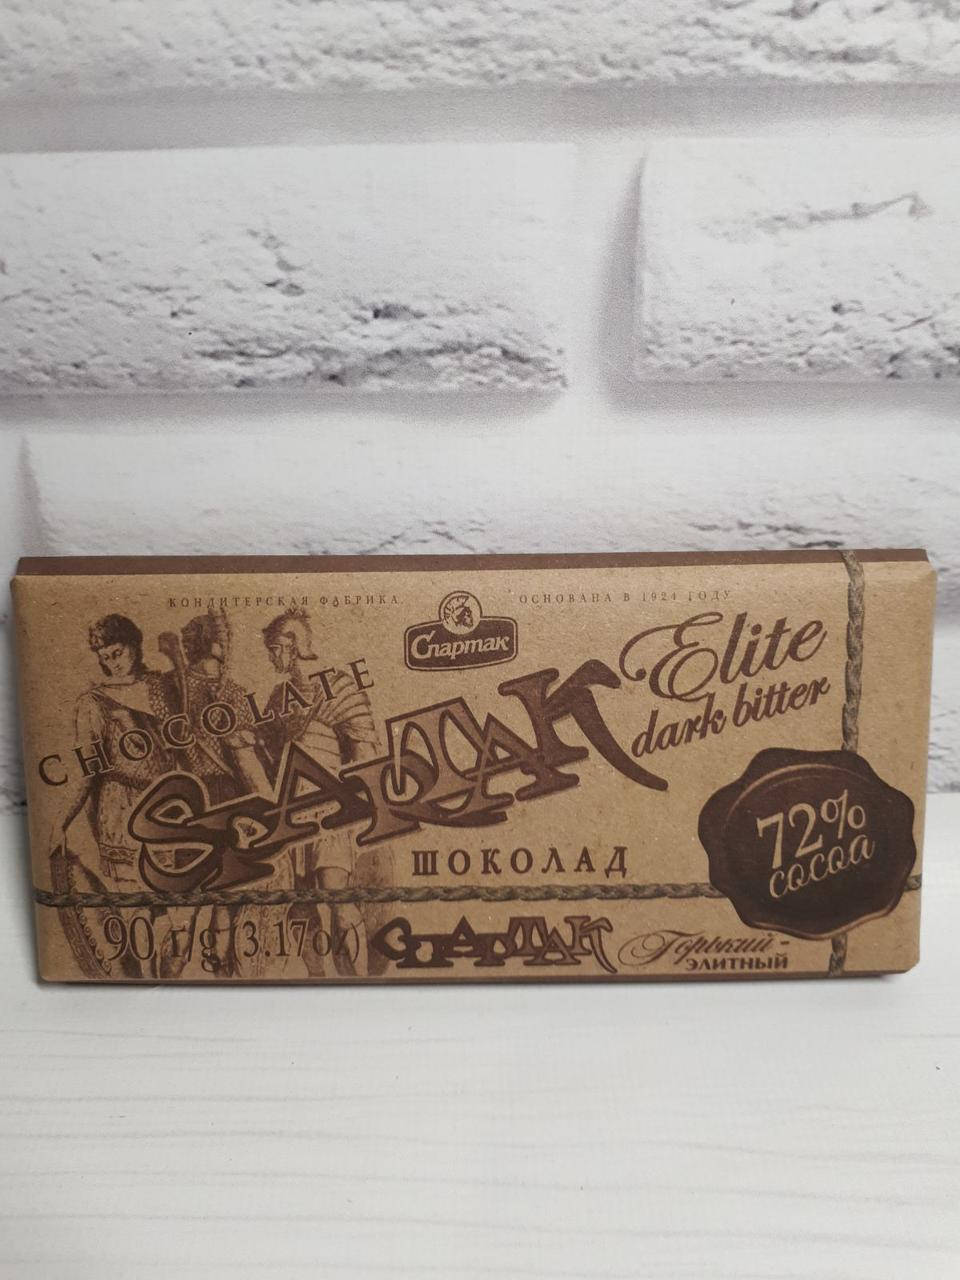 КОНДИТЕРСКАЯ ФАБРИКА
ОСНОВАНА В 1924 ГОДУ
Спартак
Elite
dark bitter
CHOCOLATE
SPARTAK
72%
cocoa
ШОКОЛАД
90 г/g (3.17oz)
СПАРТАК
Горький-
ЭЛИТНЫЙ